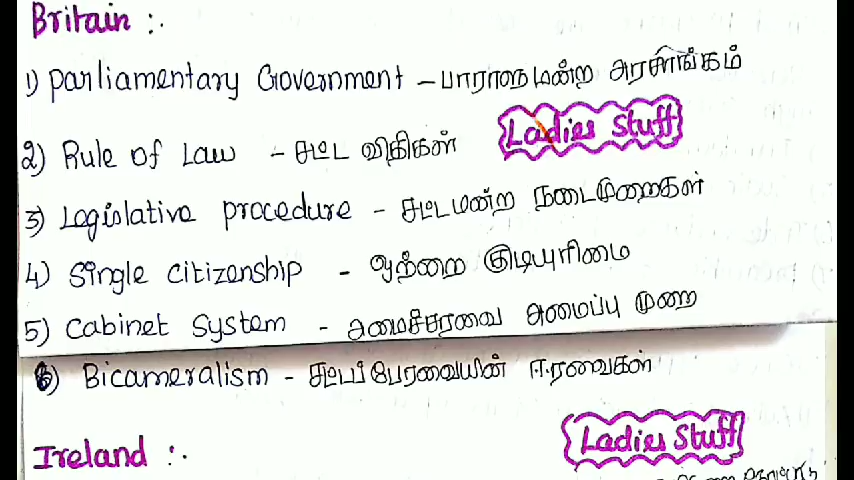 Britain :-
1) Parliamentary Government - பாராளுமன்ற அரசாங்கம்
Ladies Stuff
2) Rule of Law - சட்ட விதிகள்
3) Legislative procedure - சட்டமன்ற நடைமுறைகள்
4) Single citizenship - ஒற்றை குடியுரிமை
5) Cabinet System - அமைச்சரவை அமைப்பு முறை
6) Bicameralism - சட்டப்பேரவையின் ஈரவைகள்
Ladies Stuff
Ireland :-